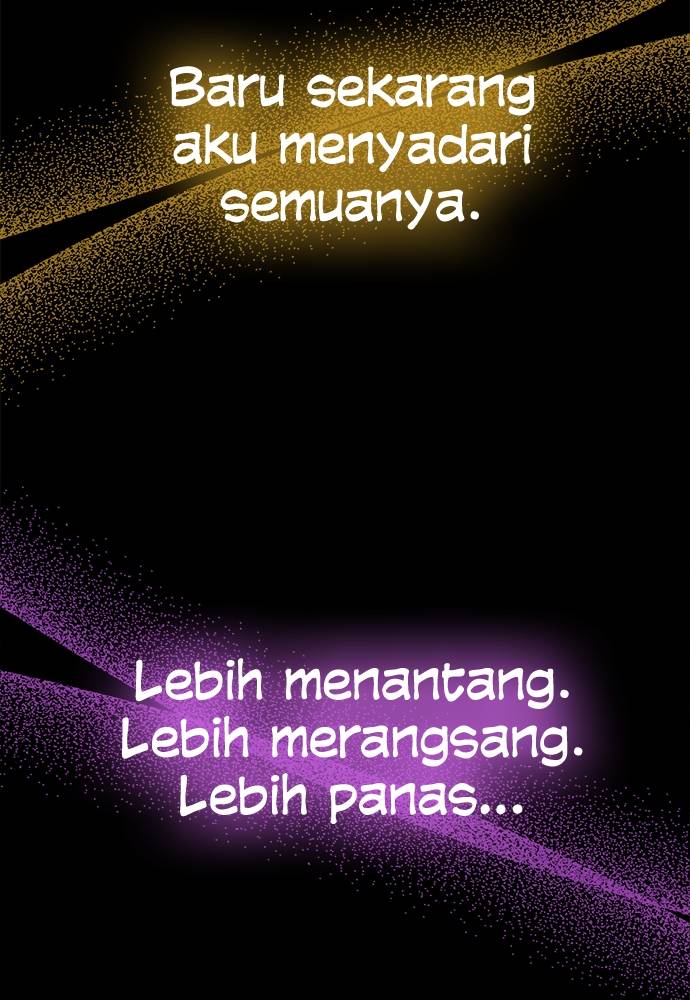 Baru sekarang
aku menyadari
semuanya.
Lebih menantang.
Lebih merangsang.
Lebih panas...